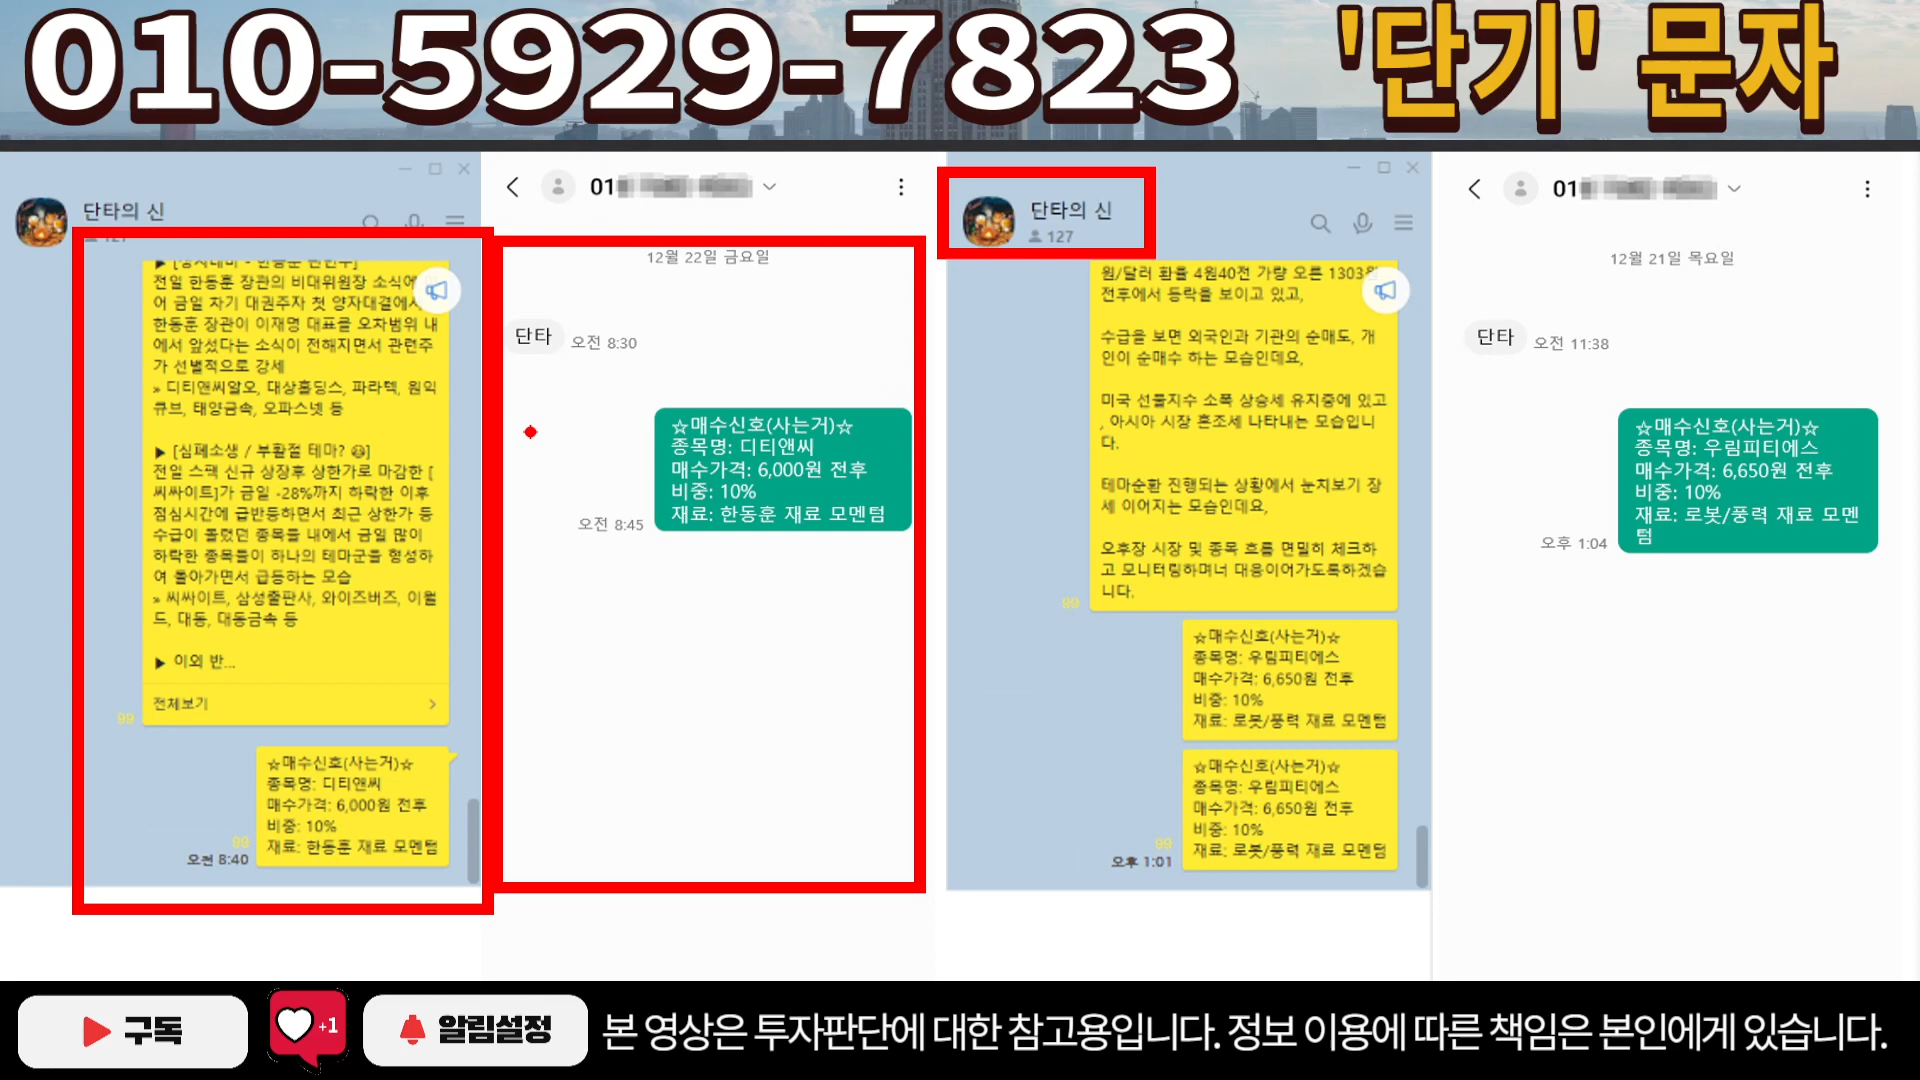 010-5929-7823 '단기' 문자
단타의 신
127
전일 한동훈 장관의 비대위원장 소식에
어 금일 차기 대권주자 첫 양자대결에서
한동훈 장관이 이재명 대표를 오차범위 내
에서 앞섰다는 소식이 전해지면서 관련주
가 선별적으로 강세
» 디티앤씨알오, 대상홀딩스, 파라텍, 원익
큐브, 태양금속, 오파스넷 등
▶ [심폐소생 / 부활절 테마? ]
전일 스팩 신규 상장후 상한가로 마감한 [
씨싸이트]가 금일 -28%까지 하락한 이후
점심시간에 급반등하면서 최근 상한가 등
수급이 몰렸던 종목들 내에서 금일 많이
하락한 종목들이 하나의 테마군을 형성하
여 돌아가면서 급등하는 모습
» 씨싸이트, 삼성출판사, 와이즈버즈, 이월
드, 대동, 대동금속 등
▶ 이외 반...
전체보기
99
☆매수신호(사는거)☆
종목명: 디티앤씨
매수가격: 6,000원 전후
비중: 10%
재료: 한동훈 재료 모멘텀
99
오전 8:40
01
12월 22일 금요일
단타
오전 8:30
☆매수신호(사는거)☆
종목명: 디티앤씨
매수가격: 6,000원 전후
비중: 10%
재료: 한동훈 재료 모멘텀
오전 8:45
단타의 신
127
원/달러 환율 4원40전 가량 오른 1303원
전후에서 등락을 보이고 있고,
수급을 보면 외국인과 기관의 순매도, 개
인이 순매수 하는 모습인데요,
미국 선물지수 소폭 상승세 유지중에 있고
, 아시아 시장 혼조세 나타내는 모습입니
다.
테마순환 진행되는 상황에서 눈치보기 장
세 이어지는 모습인데요,
오후장 시장 및 종목 흐름 면밀히 체크하
고 모니터링하며너 대응이어가도록하겠습
니다.
99
☆매수신호(사는거)☆
종목명: 우림피티에스
매수가격: 6,650원 전후
비중: 10%
재료: 로봇/풍력 재료 모멘텀
☆매수신호(사는거)☆
종목명: 우림피티에스
매수가격: 6,650원 전후
비중: 10%
재료: 로봇/풍력 재료 모멘텀
99
오후 1:01
01
12월 21일 목요일
단타
오전 11:38
☆매수신호(사는거)☆
종목명: 우림피티에스
매수가격: 6,650원 전후
비중: 10%
재료: 로봇/풍력 재료 모멘
텀
오후 1:04
구독
+1
알림설정
본 영상은 투자판단에 대한 참고용입니다. 정보 이용에 따른 책임은 본인에게 있습니다.